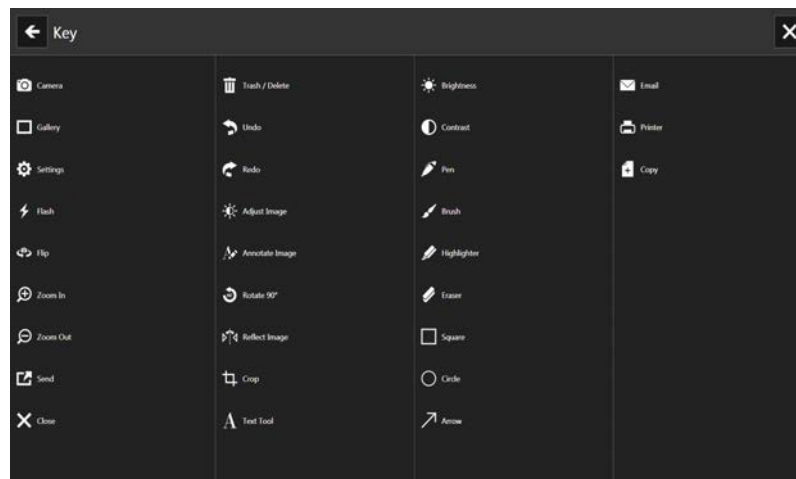 Key
Camera
Gallery
Settings
Flash
Flip
Zoom In
Zoom Out
Send
Close
Trash / Delete
Undo
Redo
Adjust Image
Annotate Image
Rotate 90°
Reflect Image
Crop
Text Tool
Brightness
Contrast
Pen
Brush
Highlighter
Eraser
Square
Circle
Arrow
Email
Printer
Copy